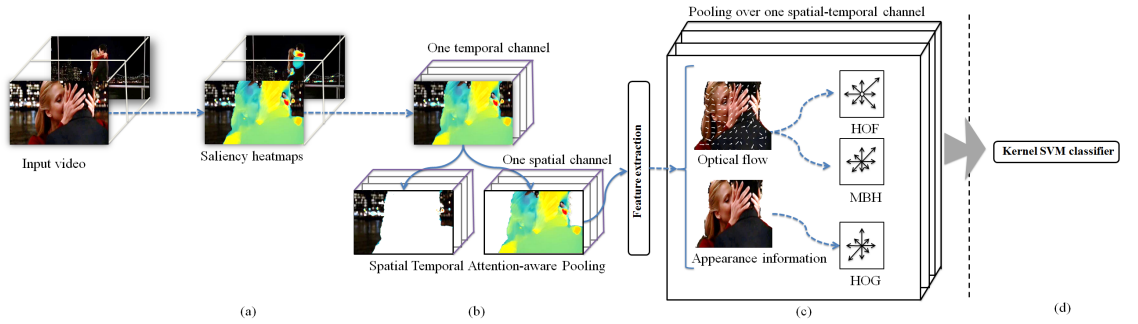 Input video
Saliency heatmaps
(a)
One temporal channel
One spatial channel
Spatial Temporal Attention-aware Pooling
(b)
Feature extraction
Pooling over one spatial-temporal channel
Optical flow
HOF
MBH
Appearance information
HOG
(c)
Kernel SVM classifier
(d)